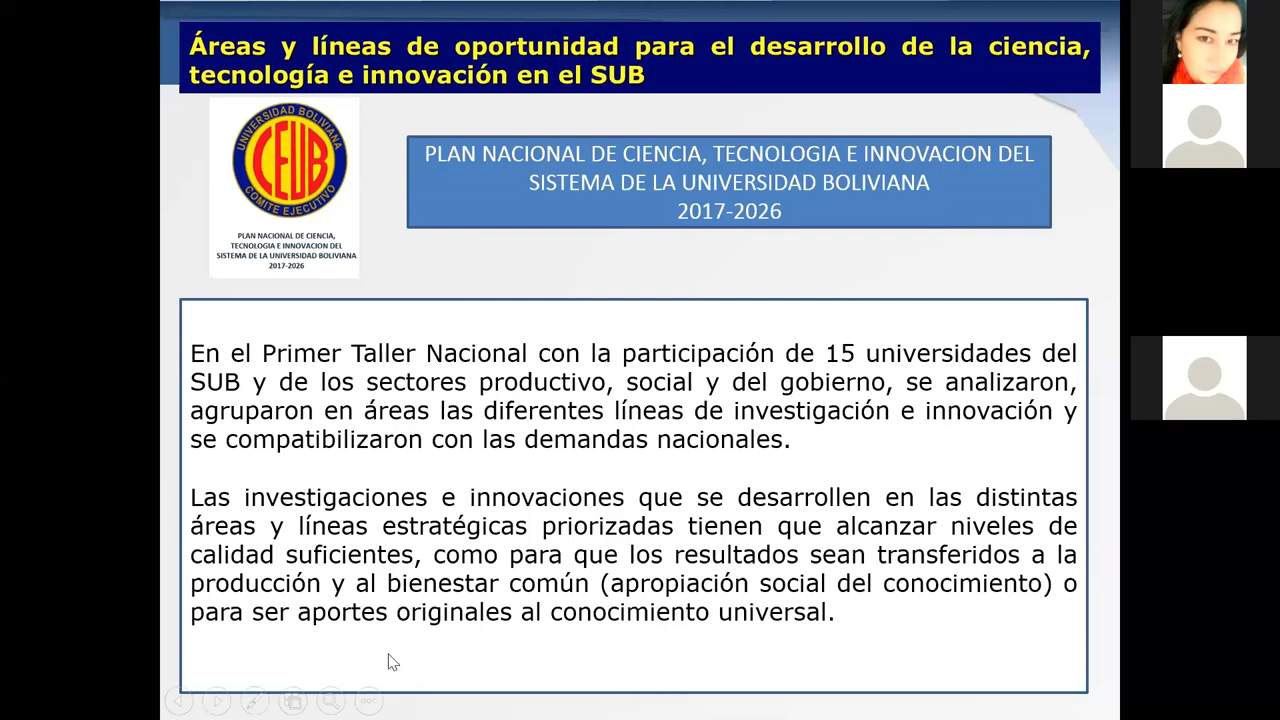 Áreas y líneas de oportunidad para el desarrollo de la ciencia,
tecnología e innovación en el SUB
UNIVERSIDAD BOLIVIANA
CEUB
COMITE EJECUTIVO
PLAN NACIONAL DE CIENCIA,
TECNOLOGIA E INNOVACION DEL
SISTEMA DE LA UNIVERSIDAD BOLIVIANA
2017-2026
PLAN NACIONAL DE CIENCIA, TECNOLOGIA E INNOVACION DEL
SISTEMA DE LA UNIVERSIDAD BOLIVIANA
2017-2026
En el Primer Taller Nacional con la participación de 15 universidades del
SUB y de los sectores productivo, social y del gobierno, se analizaron,
agruparon en áreas las diferentes líneas de investigación e innovación y
se compatibilizaron con las demandas nacionales.
Las investigaciones e innovaciones que se desarrollen en las distintas
áreas y líneas estratégicas priorizadas tienen que alcanzar niveles de
calidad suficientes, como para que los resultados sean transferidos a la
producción y al bienestar común (apropiación social del conocimiento) o
para ser aportes originales al conocimiento universal.